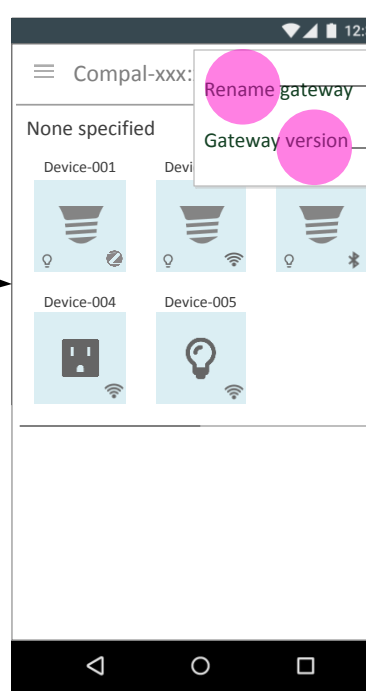 12:
Compal-xxx:
Rename gateway
Gateway version
None specified
Device-001
Devi
Device-004
Device-005